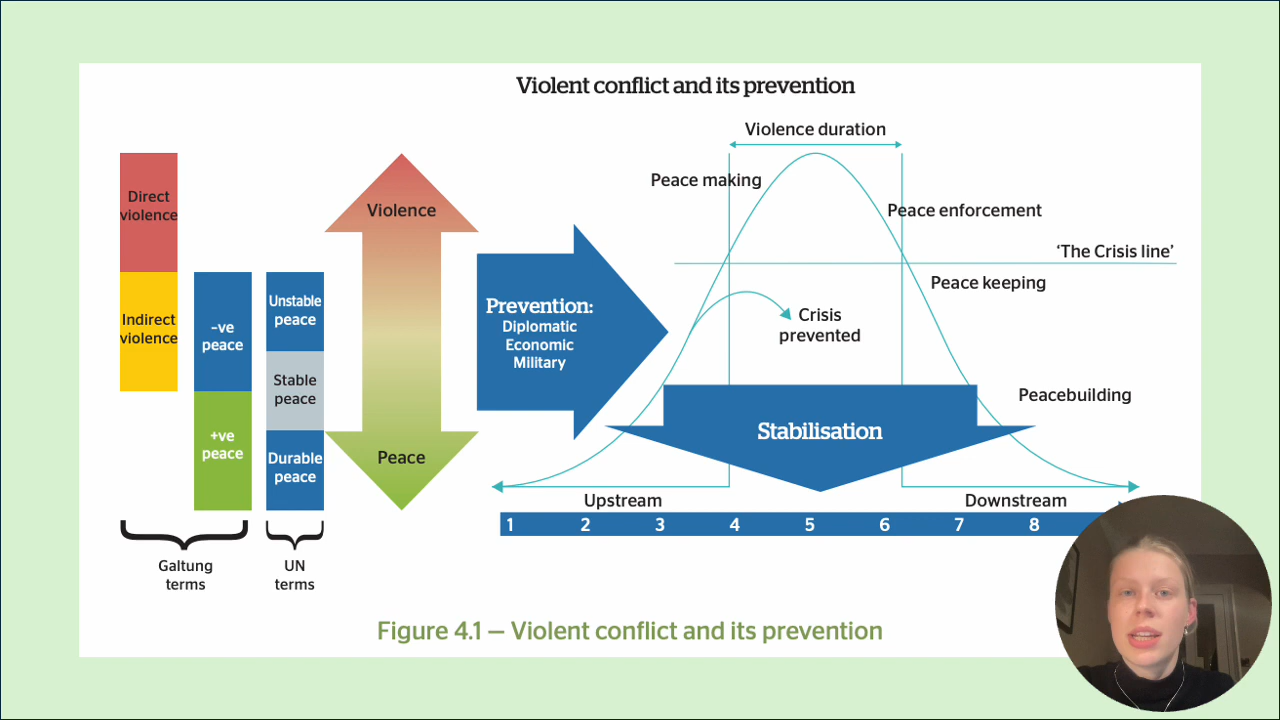 Violent conflict and its prevention
Violence duration
Peace making
Peace enforcement
'The Crisis line'
Peace keeping
Crisis
prevented
Peacebuilding
Direct
violence
Indirect
violence
–ve
peace
+ve
peace
Unstable
peace
Stable
peace
Durable
peace
Violence
Peace
Prevention:
Diplomatic
Economic
Military
Stabilisation
Upstream
Downstream
1 2 3 4 5 6 7 8
Galtung
terms
UN
terms
Figure 4.1 — Violent conflict and its prevention